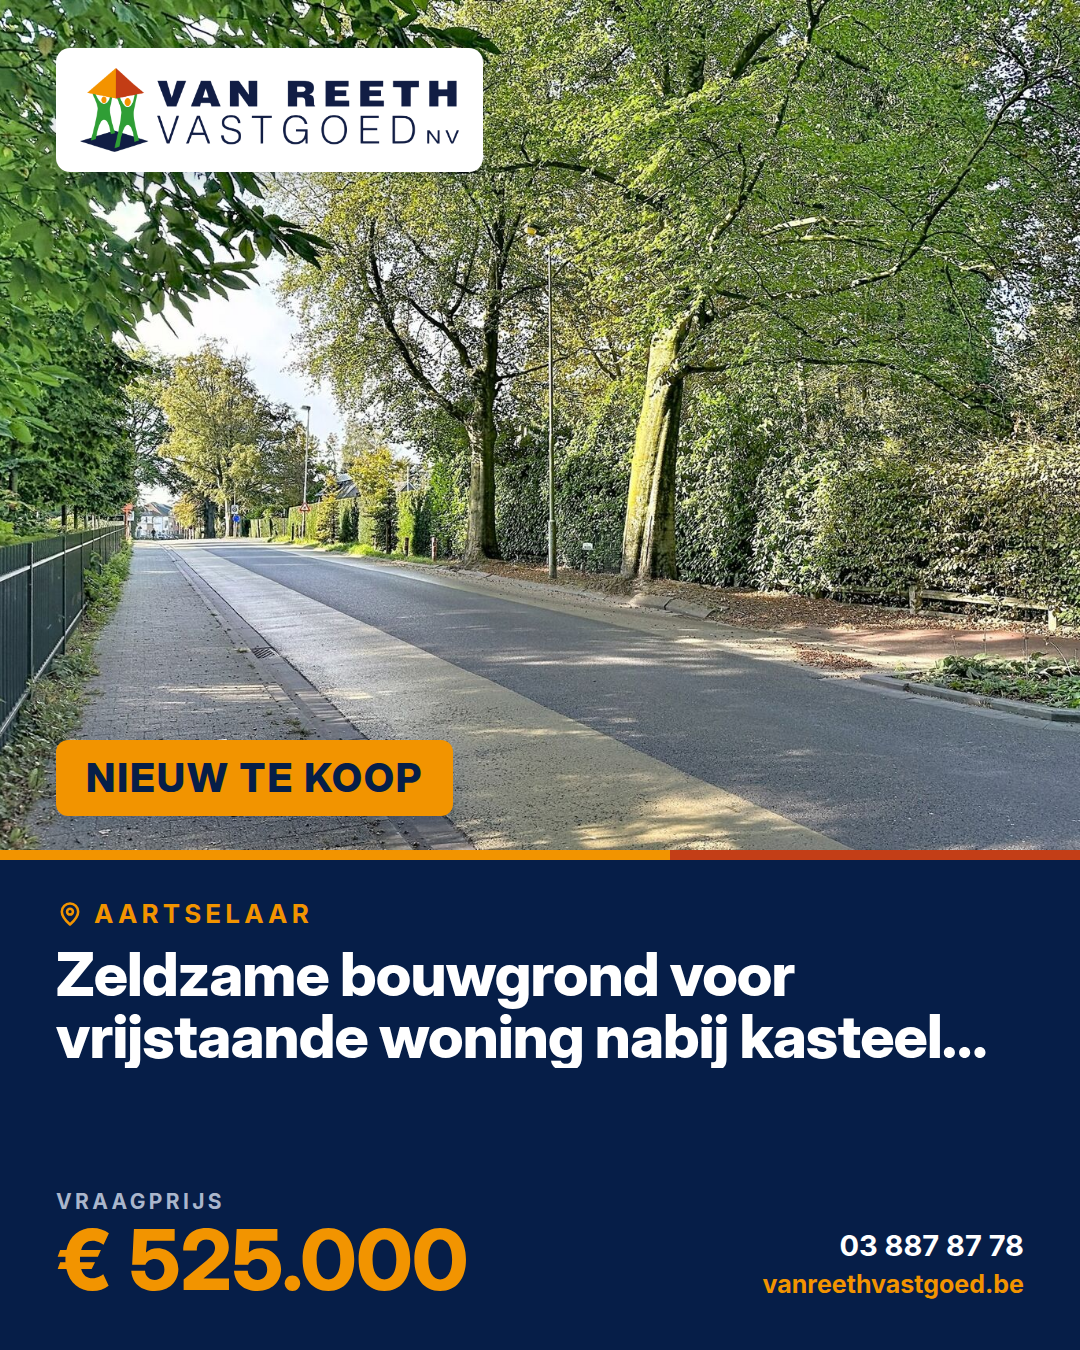 VAN REETH
VASTGOED NV
NIEUW TE KOOP
AARTSELAAR
Zeldzame bouwgrond voor
vrijstaande woning nabij kasteel...
VRAAGPRIJS
€ 525.000
03 887 87 78
vanreethvastgoed.be